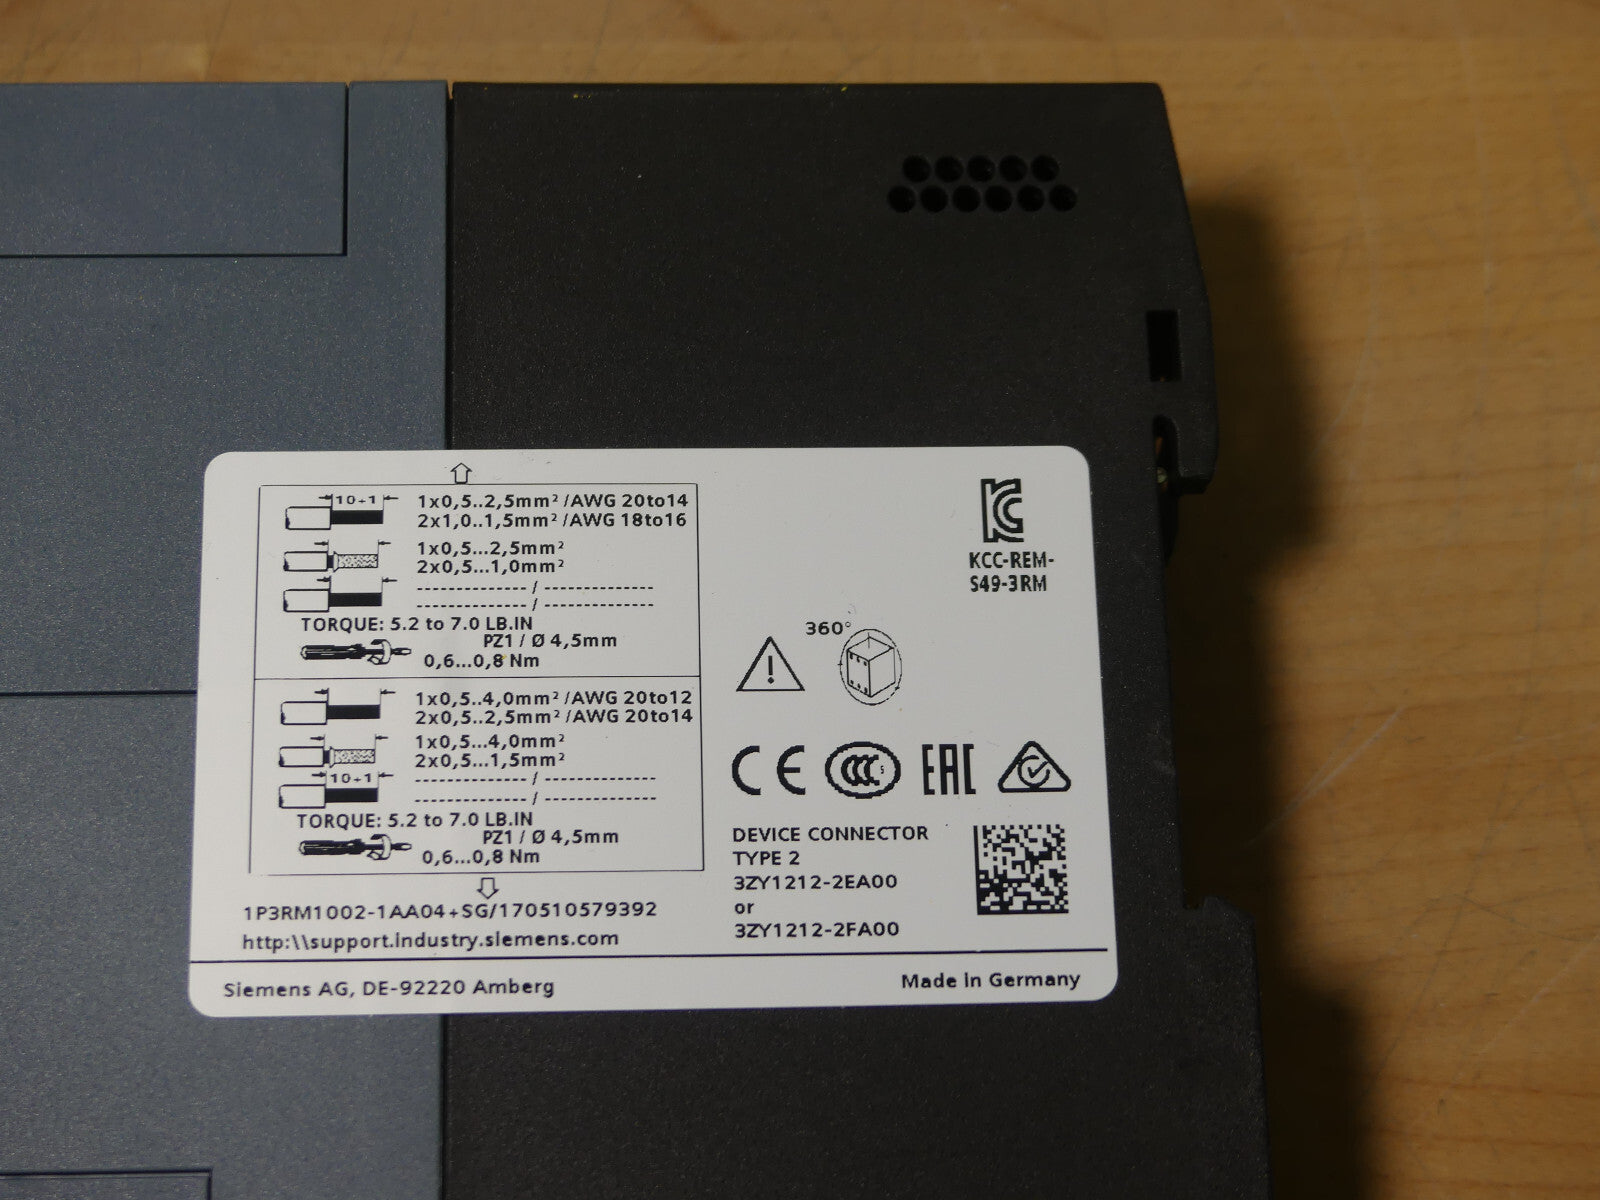 10+1
1x0,5..2,5mm²/AWG 20to14
2x1,0..1,5mm²/AWG 18to16
1x0,5...2,5mm²
2x0,5...1,0mm²
-------------- / --------------
-------------- / --------------
TORQUE: 5.2 to 7.0 LB.IN
PZ1 / Ø 4,5mm
0,6...0,8 Nm
1x0,5..4,0mm²/AWG 20to12
2x0,5..2,5mm²/AWG 20to14
1x0,5...4,0mm²
2x0,5...1,5mm²
10+1
-------------- / --------------
-------------- / --------------
TORQUE: 5.2 to 7.0 LB.IN
PZ1 / Ø 4,5mm
0,6...0,8 Nm
1P3RM1002-1AA04+SG/170510579392
http:\\support.industry.siemens.com
KC
KCC-REM-
S49-3RM
360°
CE CCC S EAC
DEVICE CONNECTOR
TYPE 2
3ZY1212-2EA00
or
3ZY1212-2FA00
Siemens AG, DE-92220 Amberg
Made in Germany